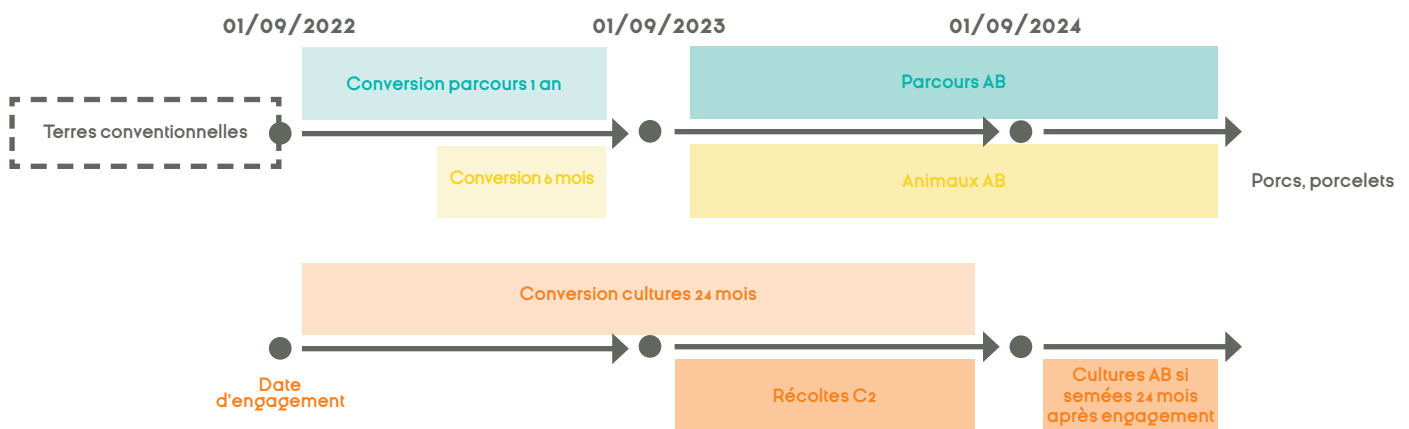 01/09/2022
01/09/2023
01/09/2024
Conversion parcours 1 an
Parcours AB
Terres conventionnelles
Conversion 6 mois
Animaux AB
Porcs, porcelets
Conversion cultures 24 mois
Date
d'engagement
Récoltes C2
Cultures AB si
semées 24 mois
après engagement